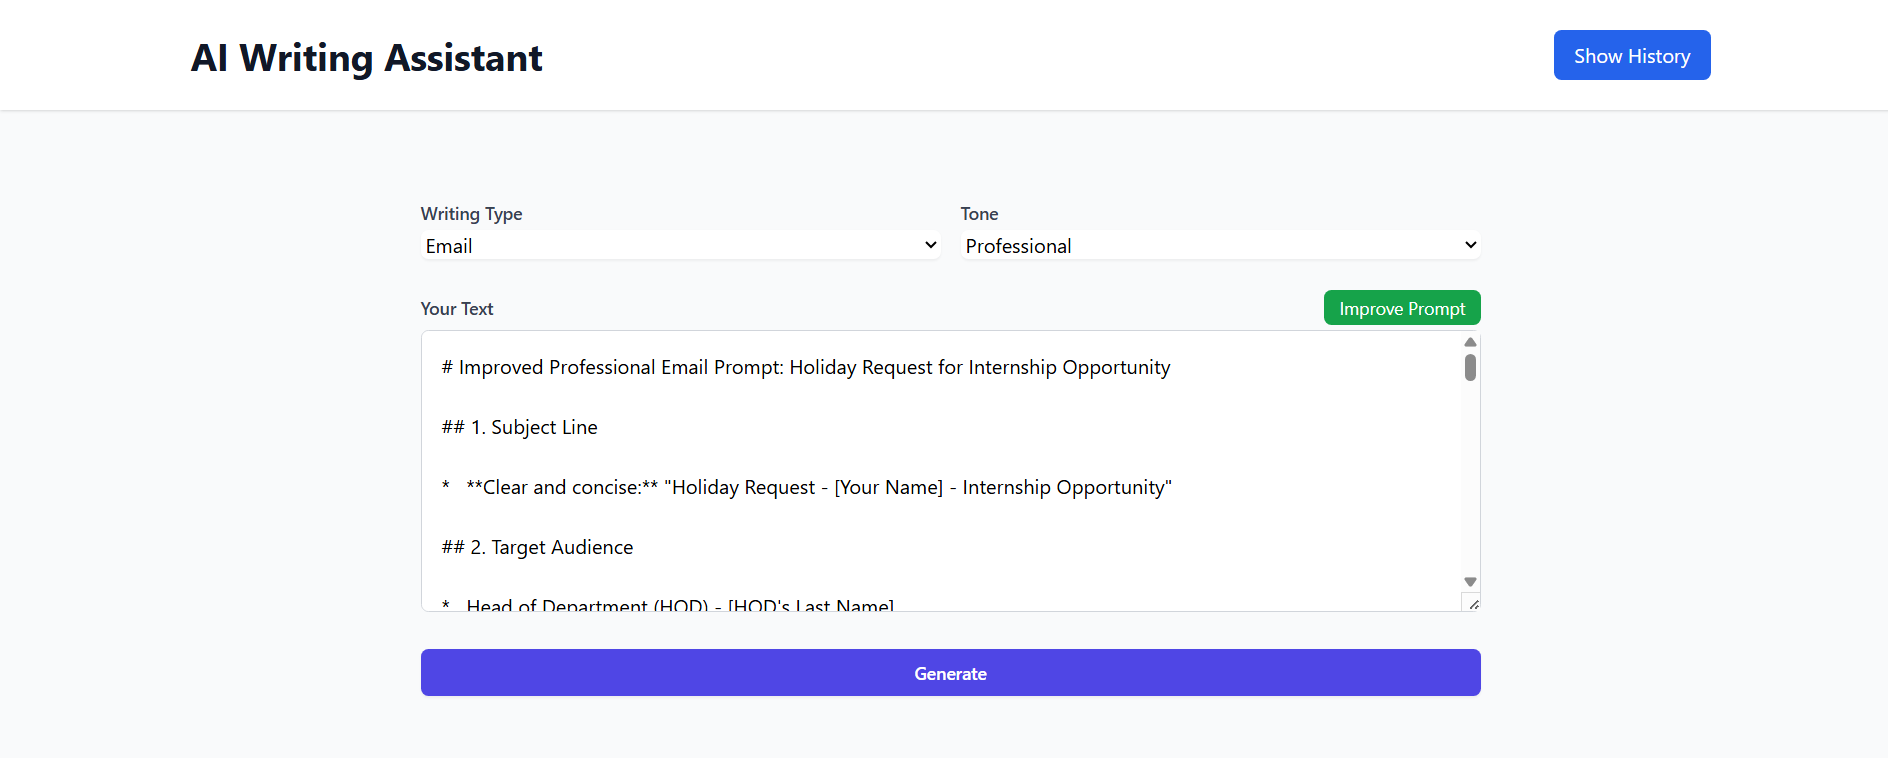 AI Writing Assistant
Show History
Writing Type
Tone
Email
Professional
Your Text
Improve Prompt
# Improved Professional Email Prompt: Holiday Request for Internship Opportunity
## 1. Subject Line
*   **Clear and concise:** "Holiday Request - [Your Name] - Internship Opportunity"
## 2. Target Audience
*   Head of Department (HOD) - [HOD's Last Name]
Generate